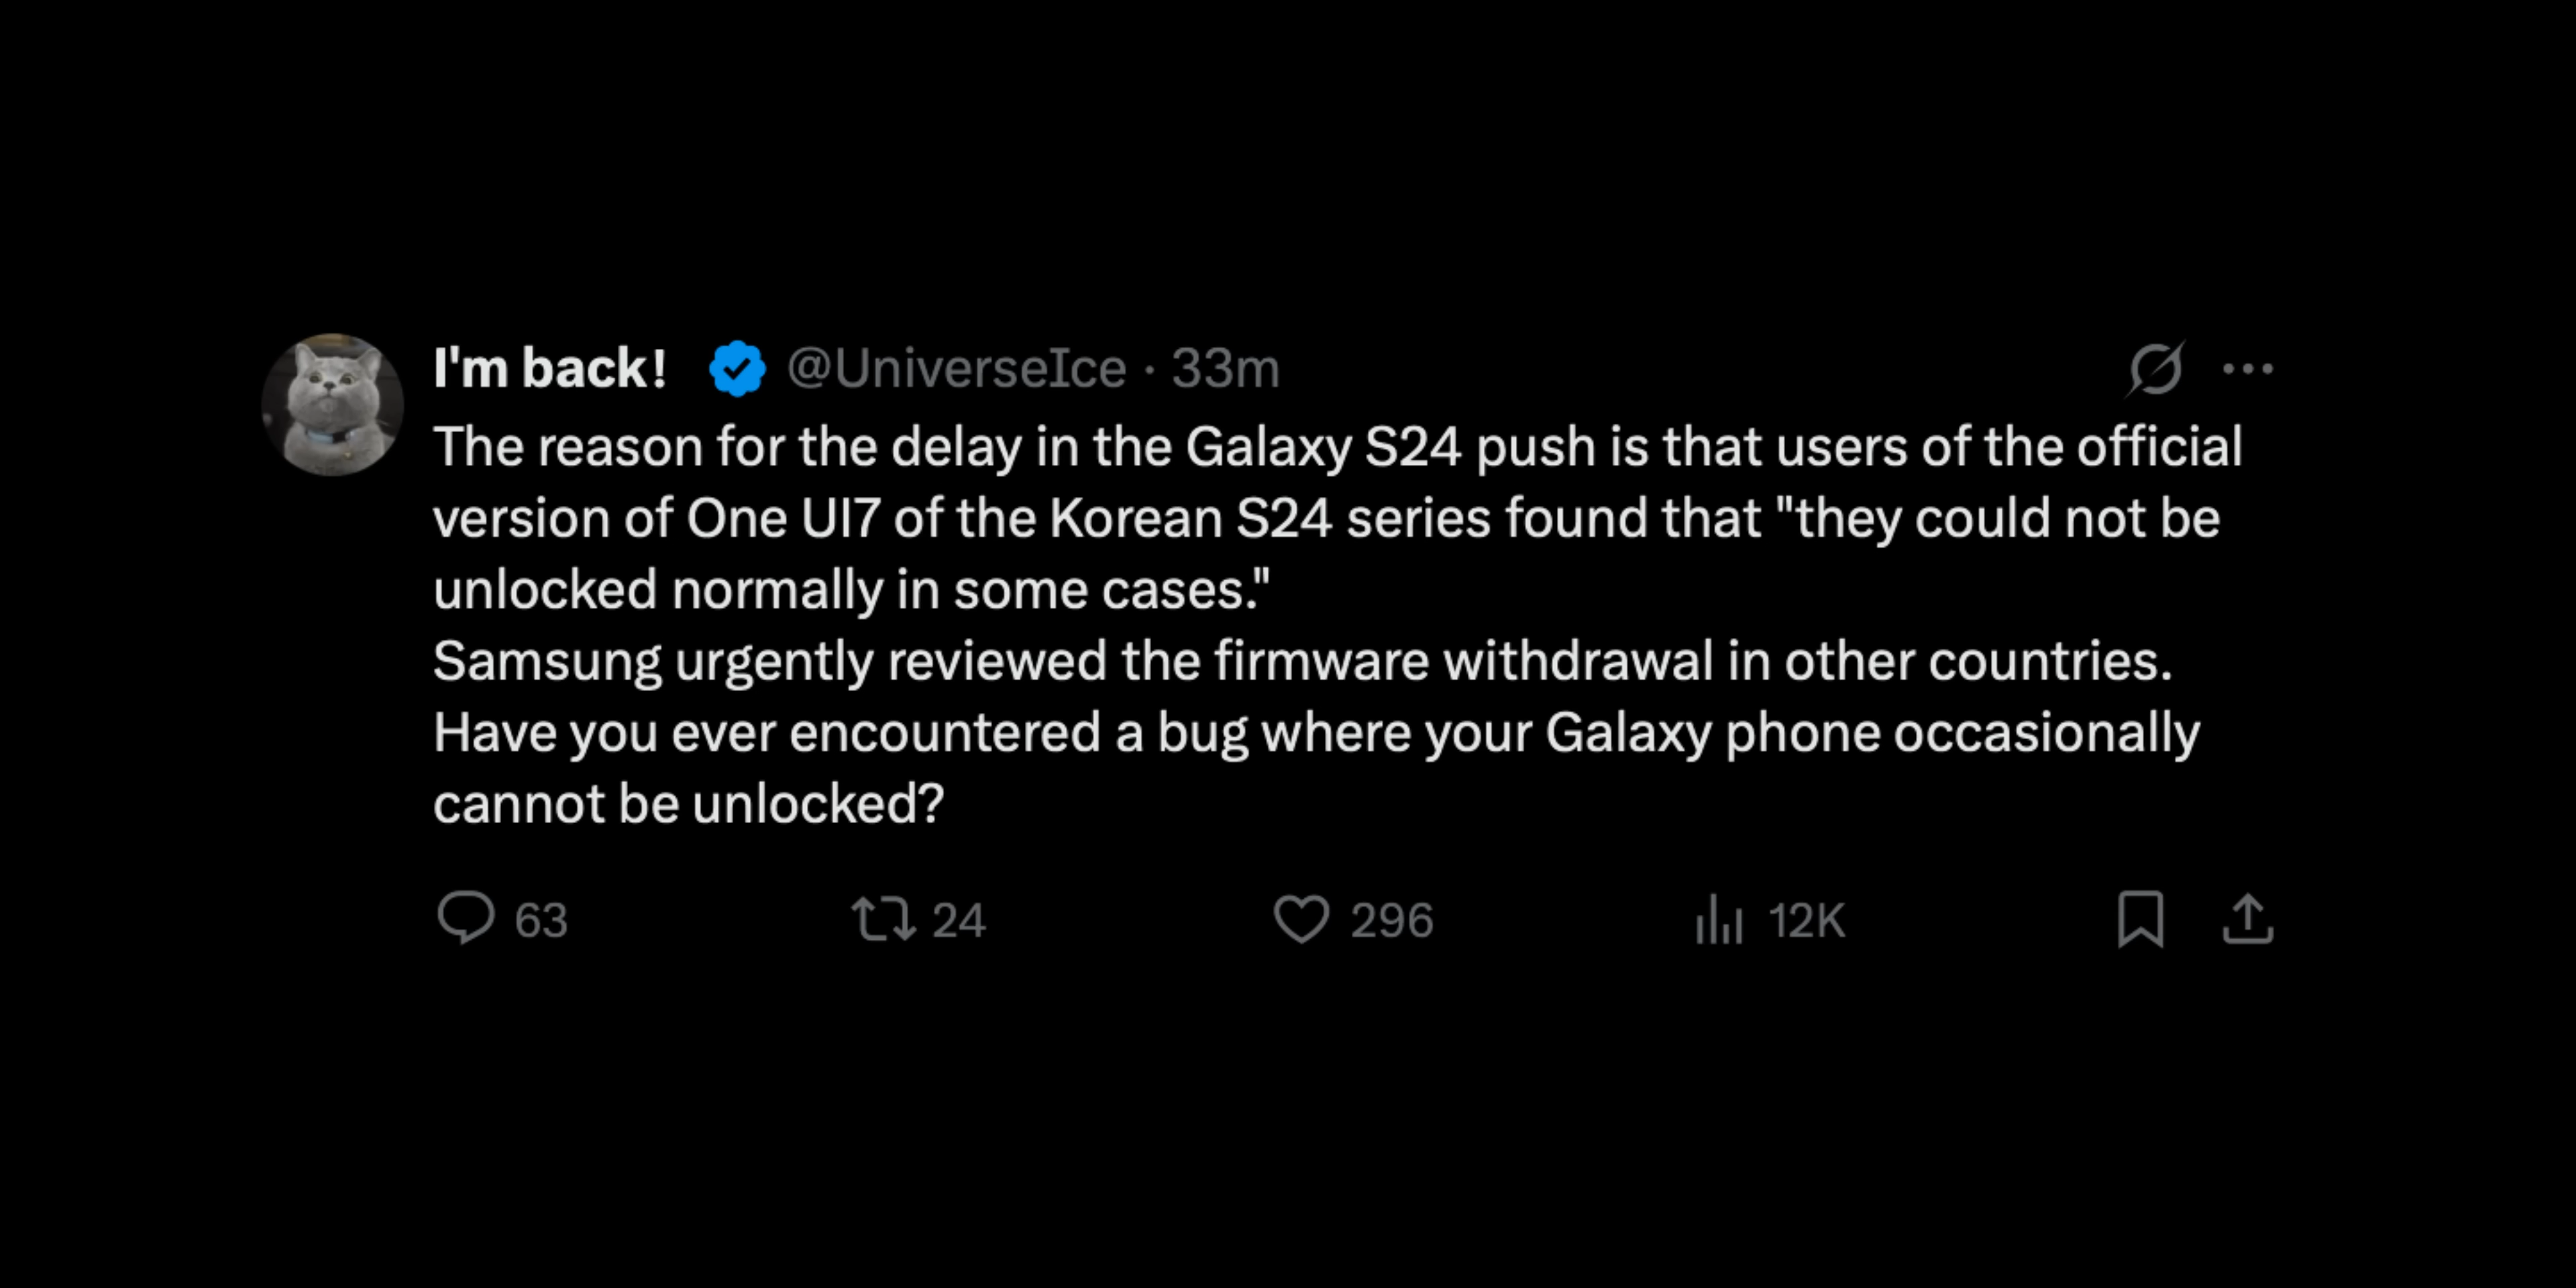 I'm back! @UniverseIce · 33m
The reason for the delay in the Galaxy S24 push is that users of the official
version of One UI7 of the Korean S24 series found that "they could not be
unlocked normally in some cases."
Samsung urgently reviewed the firmware withdrawal in other countries.
Have you ever encountered a bug where your Galaxy phone occasionally
cannot be unlocked?
63 24 296 12K